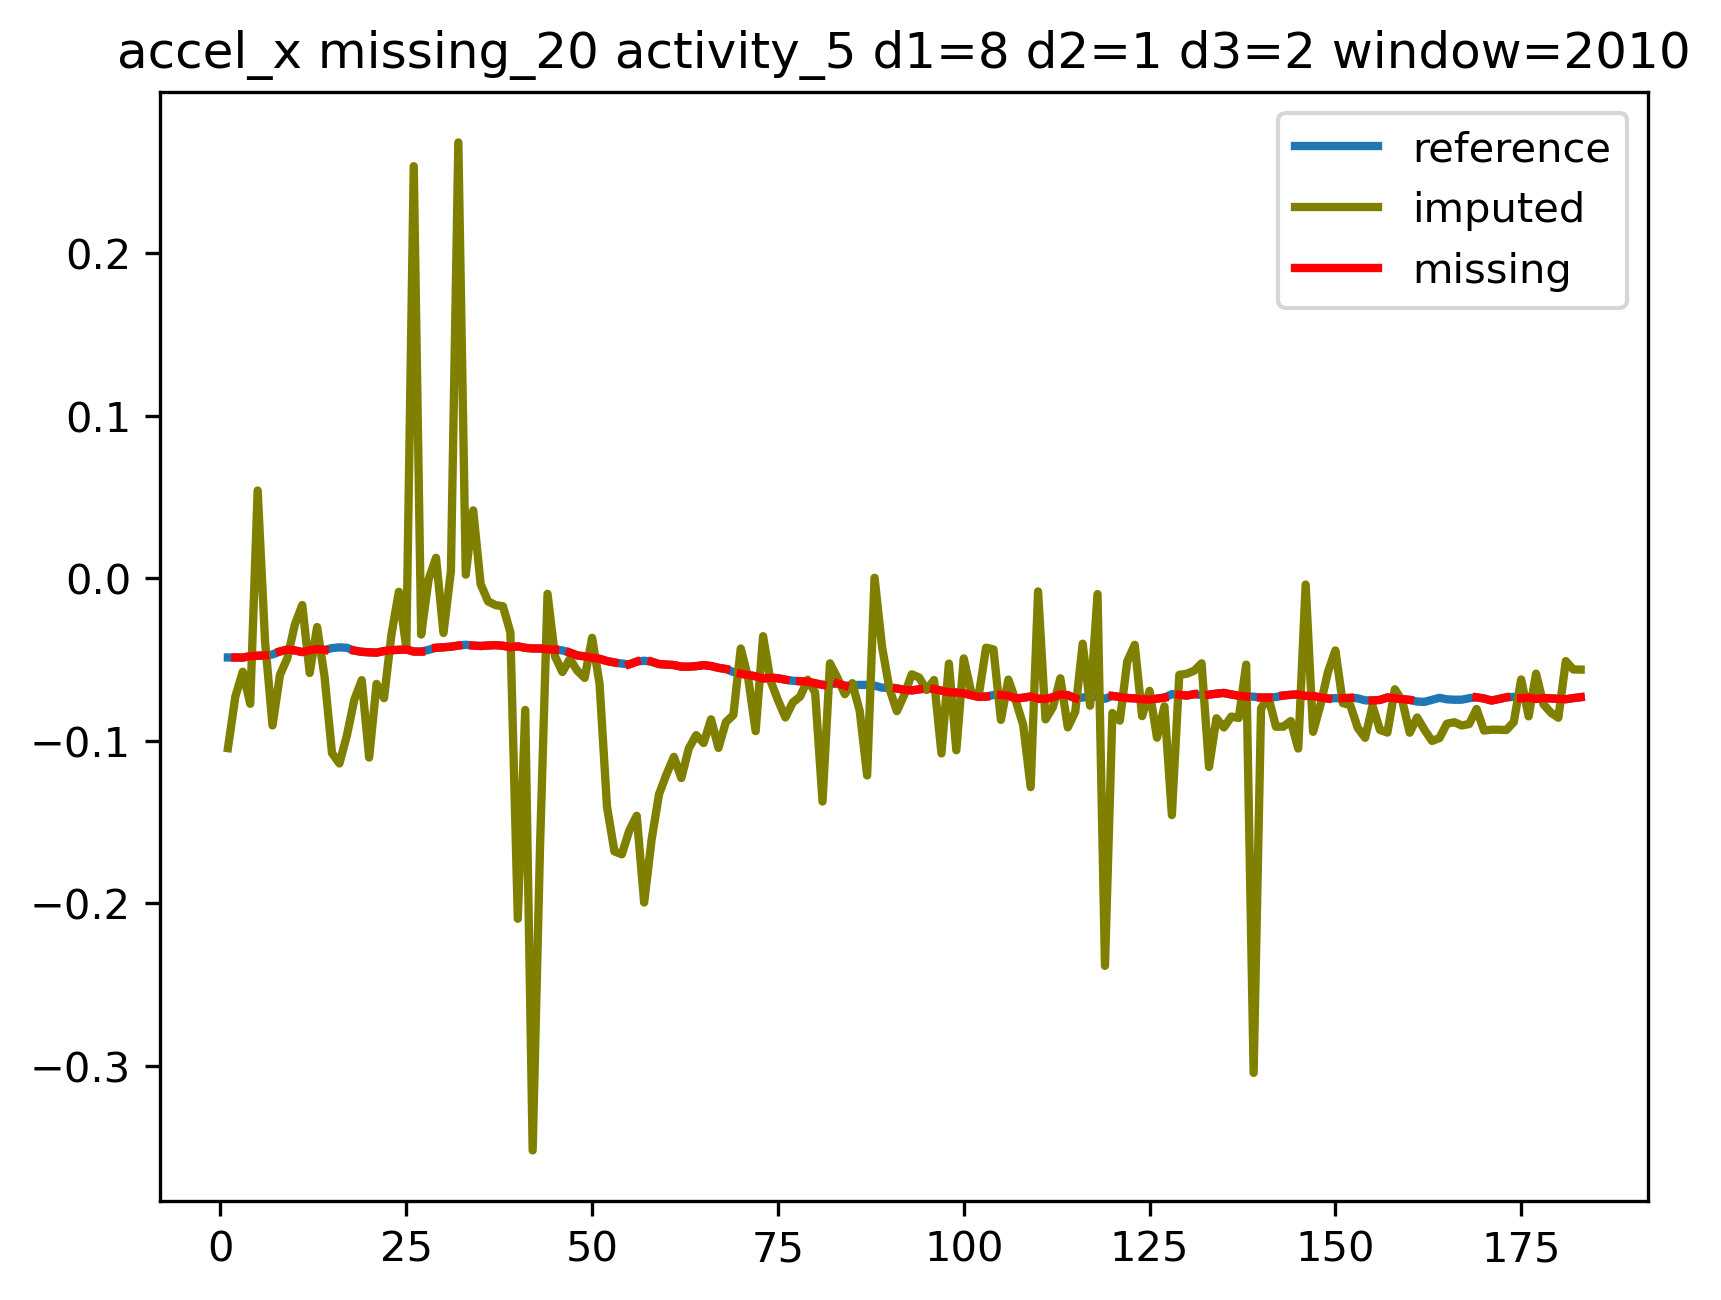 accel_x missing_20 activity_5 d1=8 d2=1 d3=2 window=2010
reference
imputed
missing
0.2
0.1
0.0
−0.1
−0.2
−0.3
0 25 50 75 100 125 150 175